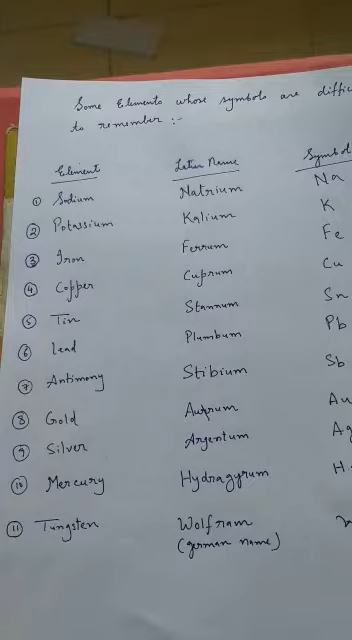 Some Elements whose symbols are
to remember :-
Element Latin Name Symbol
① Sodium Natrium Na
② Potassium Kalium K
③ Iron Ferrum Fe
④ Copper Cuprum Cu
⑤ Tin Stannum Sn
⑥ Lead Plumbum Pb
⑦ Antimony Stibium Sb
⑧ Gold Aurum Au
⑨ Silver Argentum Ag
⑩ Mercury Hydragyrum H
⑪ Tungsten Wolfram
(german name)